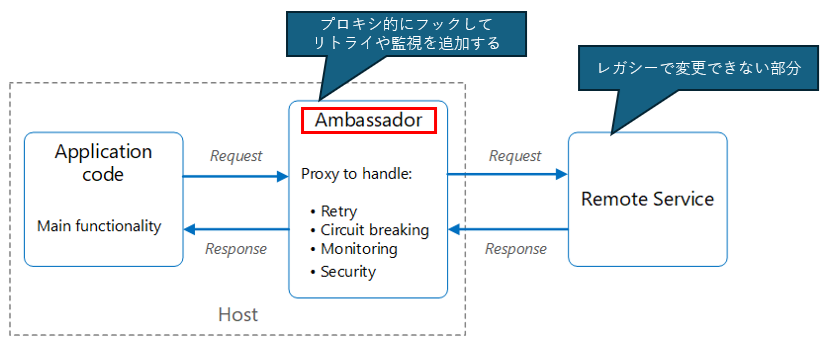 プロキシ的にフックして
リトライや監視を追加する
レガシーで変更できない部分
Ambassador
Application
code
Main functionality
Request
Response
Proxy to handle:
• Retry
• Circuit breaking
• Monitoring
• Security
Request
Response
Remote Service
Host